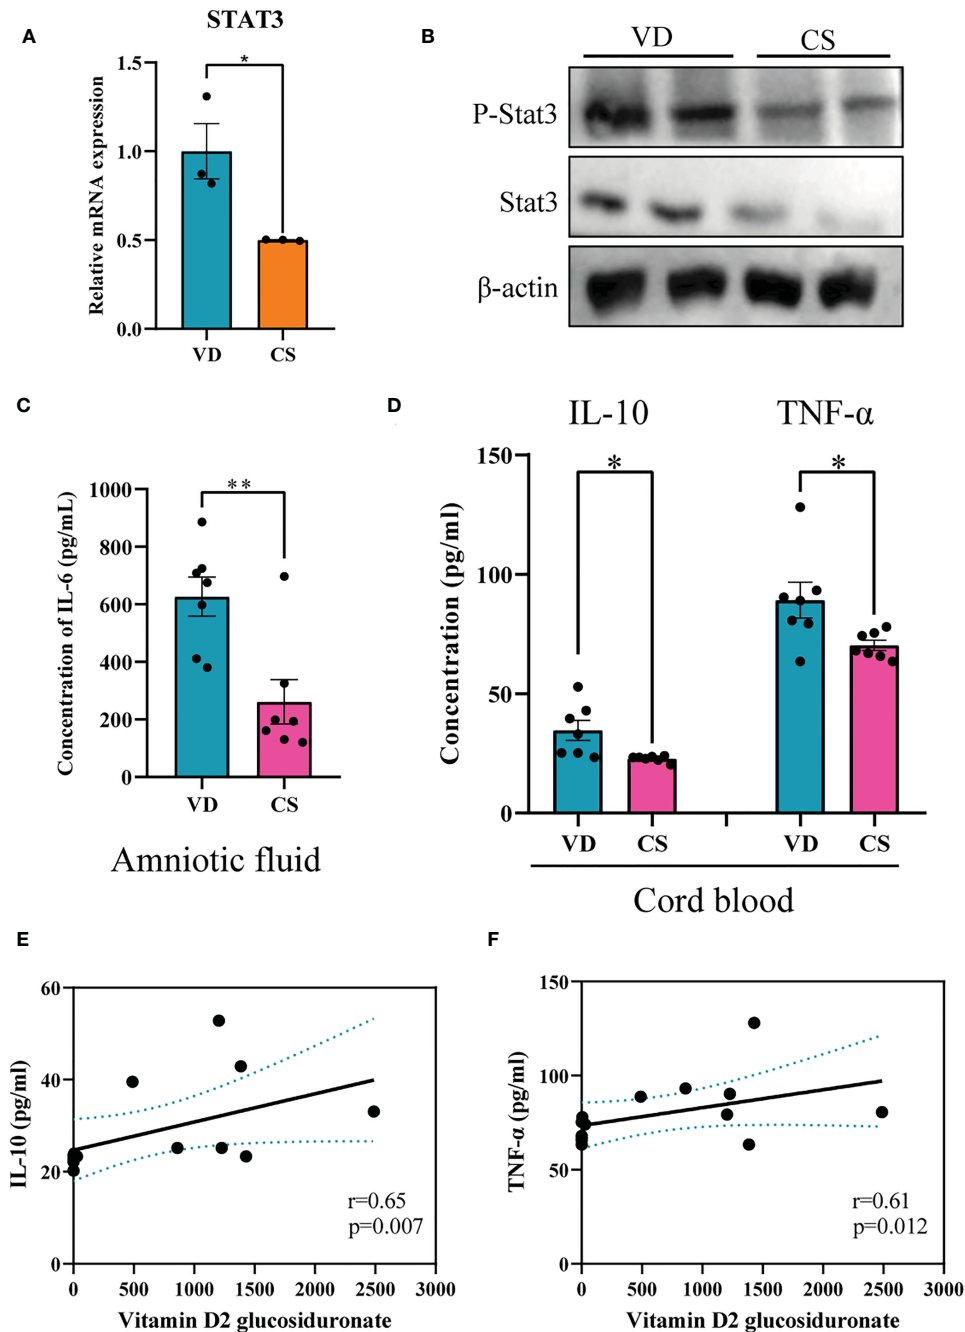 A
STAT3
Relative mRNA expression
1.5
1.0
0.5
0.0
*
VD
CS
B
VD
CS
P-Stat3
Stat3
β-actin
C
Concentration of IL-6 (pg/mL)
1000
800
600
400
200
0
**
VD
CS
Amniotic fluid
D
IL-10
TNF-α
Concentration (pg/ml)
150
100
50
0
*
*
VD
CS
VD
CS
Cord blood
E
IL-10 (pg/ml)
60
40
20
0
r=0.65
p=0.007
0
500
1000
1500
2000
2500
3000
Vitamin D2 glucosiduronate
F
TNF-α (pg/ml)
150
100
50
0
r=0.61
p=0.012
0
500
1000
1500
2000
2500
3000
Vitamin D2 glucosiduronate